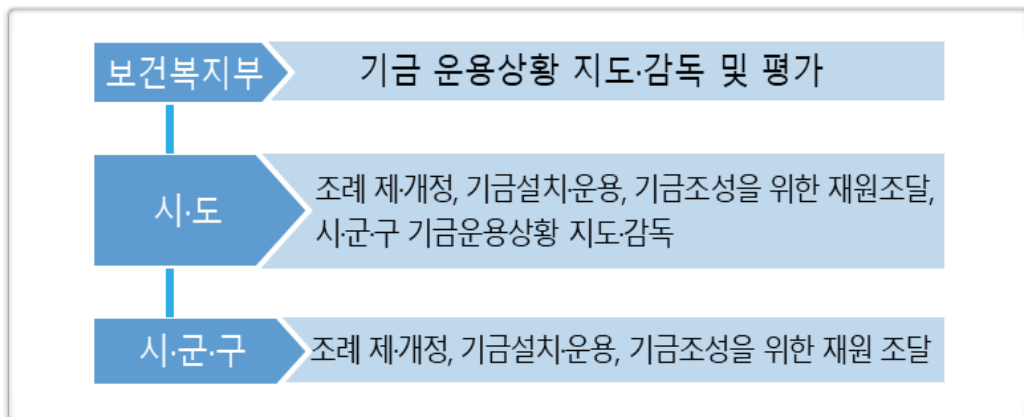 보건복지부
기금 운용상황 지도·감독 및 평가
시·도
조례 제·개정, 기금설치·운용, 기금조성을 위한 재원조달,
시·군·구 기금운용상황 지도·감독
시·군·구
조례 제·개정, 기금설치·운용, 기금조성을 위한 재원 조달